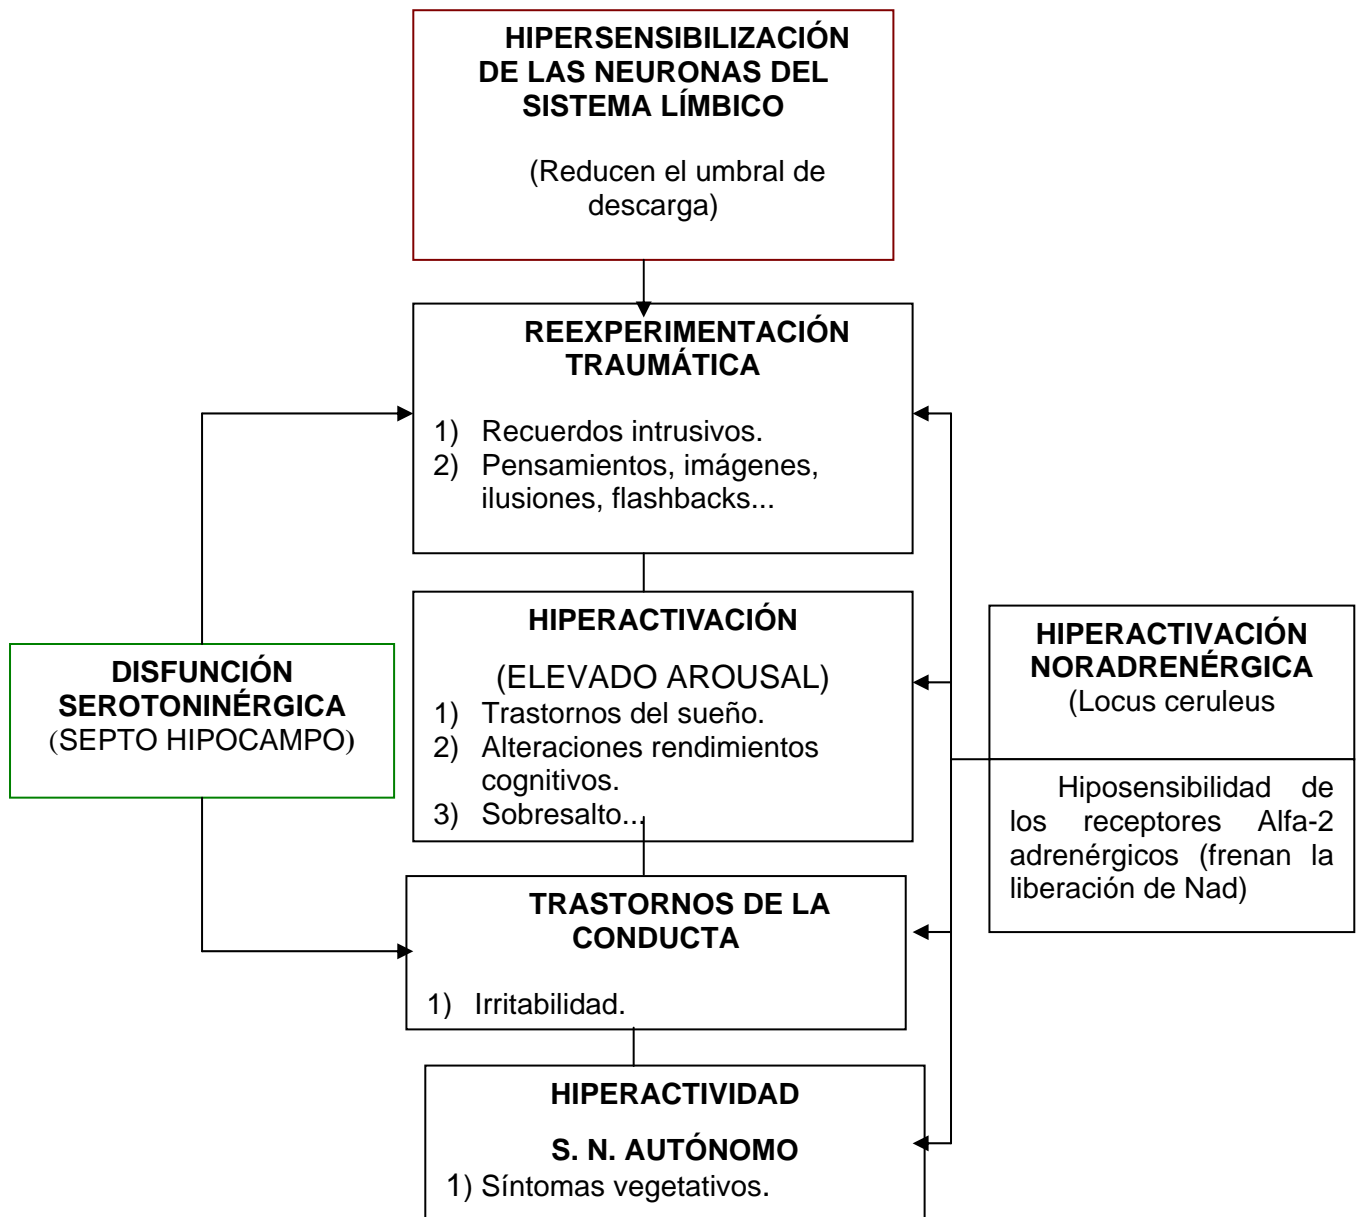 HIPERSENSIBILIZACIÓN
DE LAS NEURONAS DEL
SISTEMA LÍMBICO
(Reducen el umbral de
descarga)
REEXPERIMENTACIÓN
TRAUMÁTICA
1) Recuerdos intrusivos.
2) Pensamientos, imágenes,
ilusiones, flashbacks...
HIPERACTIVACIÓN
(ELEVADO AROUSAL)
1) Trastornos del sueño.
2) Alteraciones rendimientos
cognitivos.
3) Sobresalto...
DISFUNCIÓN
SEROTONINÉRGICA
(SEPTO HIPOCAMPO)
HIPERACTIVACIÓN
NORADRENÉRGICA
(Locus ceruleus
Hiposensibilidad de
los receptores Alfa-2
adrenérgicos (frenan la
liberación de Nad)
TRASTORNOS DE LA
CONDUCTA
1) Irritabilidad.
HIPERACTIVIDAD
S. N. AUTÓNOMO
1) Síntomas vegetativos.